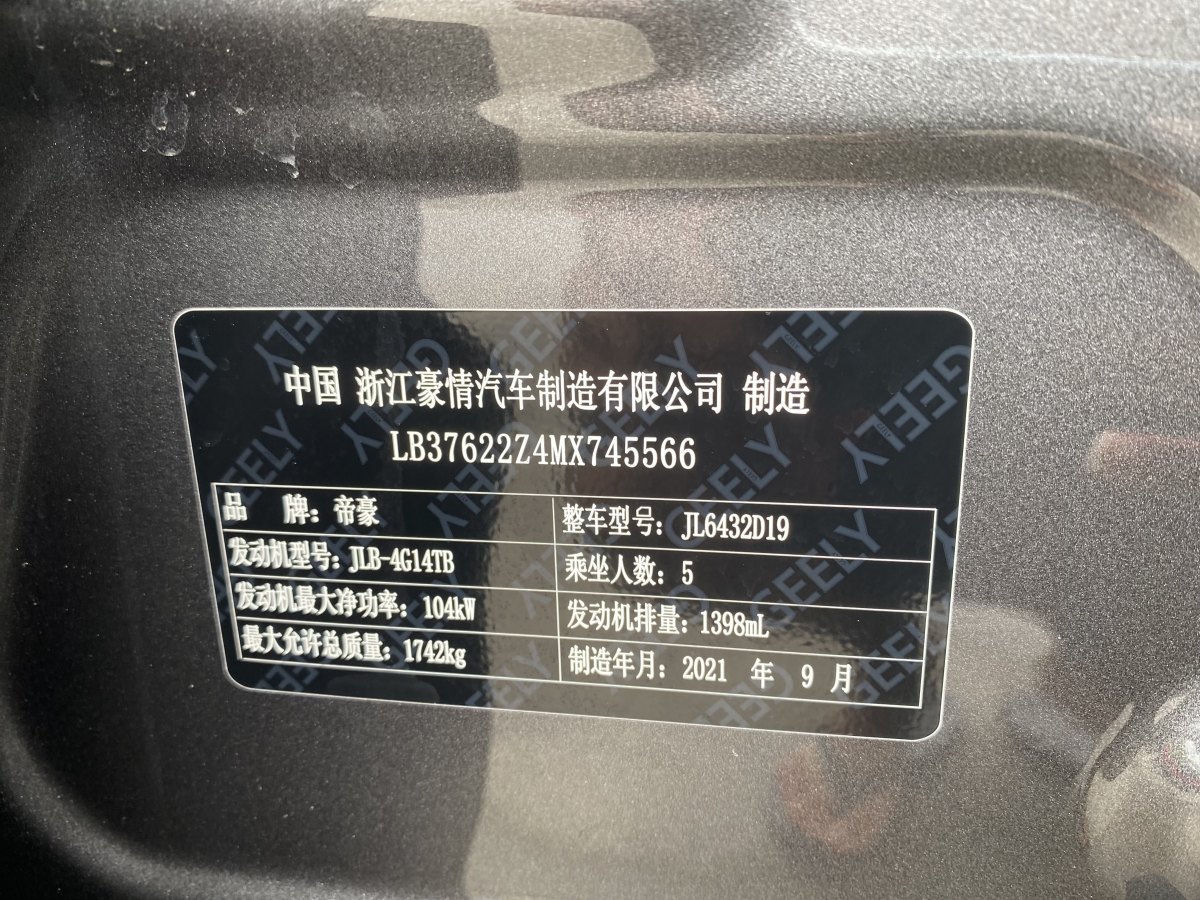 中国 浙江豪情汽车制造有限公司 制造
LB37622Z4MX745566
品 牌：帝豪 整车型号：JL6432D19
发动机型号：JLB-4G14TB 乘坐人数：5
发动机最大净功率：104kW 发动机排量：1398mL
最大允许总质量：1742kg 制造年月：2021 年 9 月
GEELY